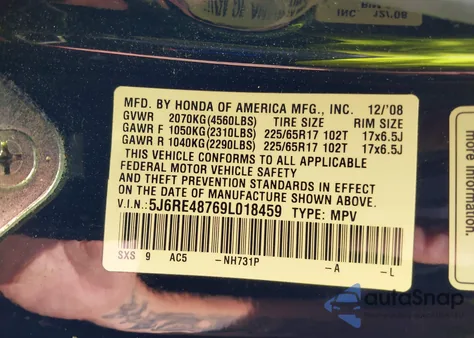 INC 12/'08
MFD. BY HONDA OF AMERICA MFG., INC. 12/'08
GVWR 2070KG(4560LBS) TIRE SIZE RIM SIZE
GAWR F 1050KG(2310LBS) 225/65R17 102T 17x6.5J
GAWR R 1040KG(2290LBS) 225/65R17 102T 17x6.5J
THIS VEHICLE CONFORMS TO ALL APPLICABLE
FEDERAL MOTOR VEHICLE SAFETY
AND THEFT PREVENTION STANDARDS IN EFFECT
ON THE DATE OF MANUFACTURE SHOWN ABOVE.
V.I.N: 5J6RE48769L018459 TYPE: MPV
SXS 9 AC5 -NH731P -A -L
autoSnap